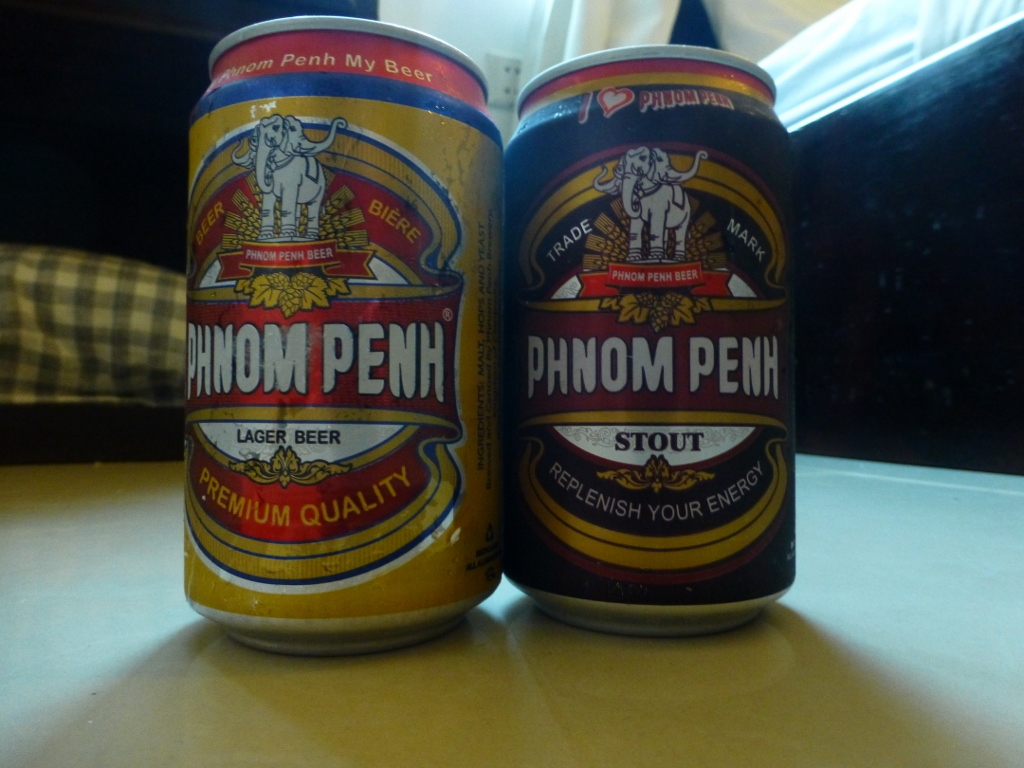 Phnom Penh My Beer
BEER BIÈRE
PHNOM PENH BEER
PHNOM PENH®
LAGER BEER
PREMIUM QUALITY
INGREDIENTS: MALT, HOPS AND YEAST
I ❤ PHNOM PENH
TRADE MARK
PHNOM PENH BEER
PHNOM PENH
STOUT
REPLENISH YOUR ENERGY